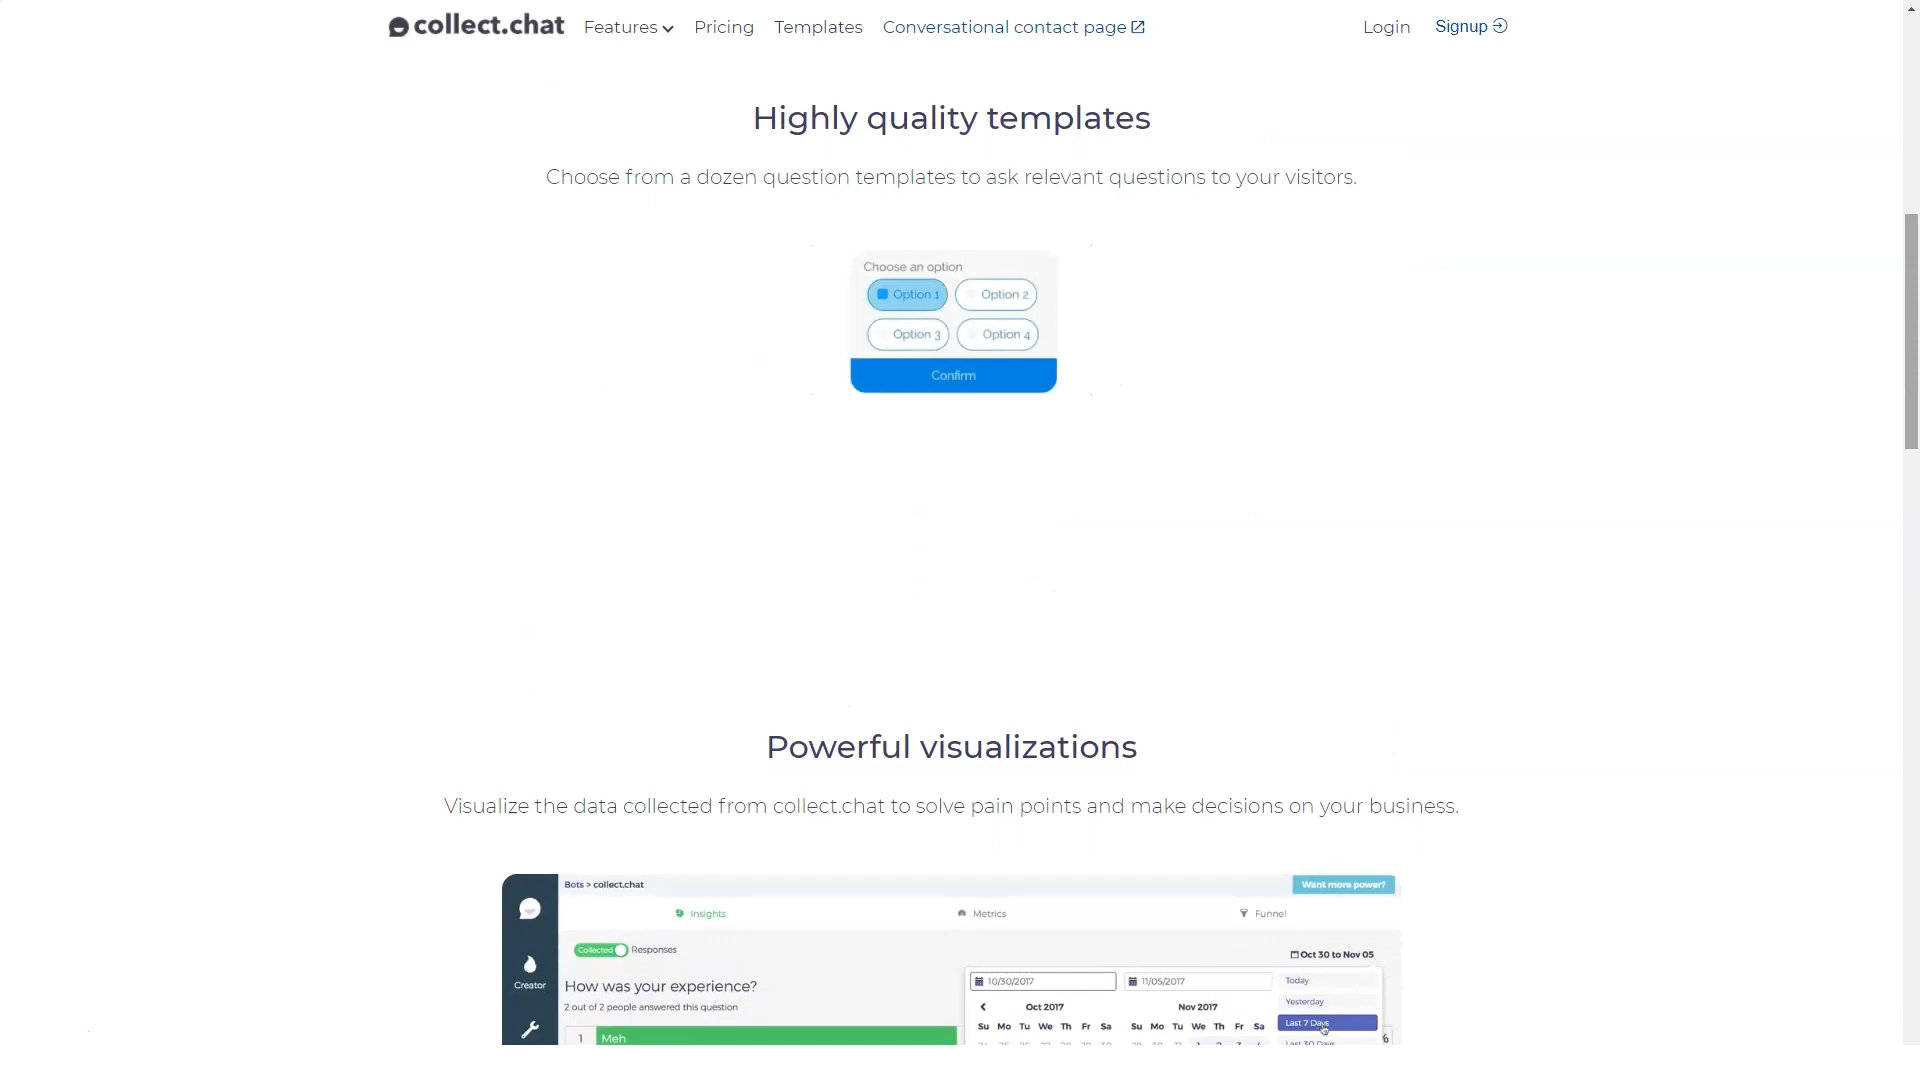 collect.chat Features Pricing Templates Conversational contact page Login Signup
Highly quality templates
Choose from a dozen question templates to ask relevant questions to your visitors.
Choose an option
Option 1 Option 2
Option 3 Option 4
Confirm
Powerful visualizations
Visualize the data collected from collect.chat to solve pain points and make decisions on your business.
Bots > collect.chat Want more power?
Insights Metrics Funnel
Collected Responses
Oct 30 to Nov 05
Creator
How was your experience?
2 out of 2 people answered this question
10/30/2017 11/05/2017 Today
Yesterday
Oct 2017 Nov 2017
Su Mo Tu We Th Fr Sa Su Mo Tu We Th Fr Sa Last 7 Days
1 Meh
Last 30 Days